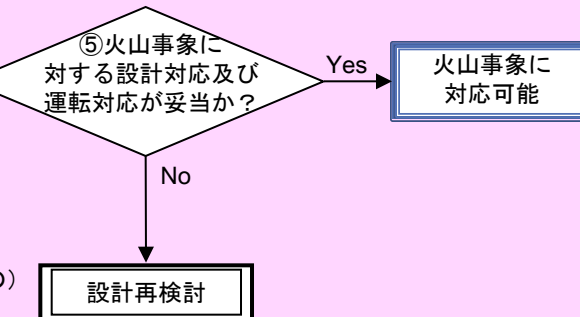 ⑤火山事象に
対する設計対応及び
運転対応が妥当か?
Yes
火山事象に
対応可能
No
設計再検討